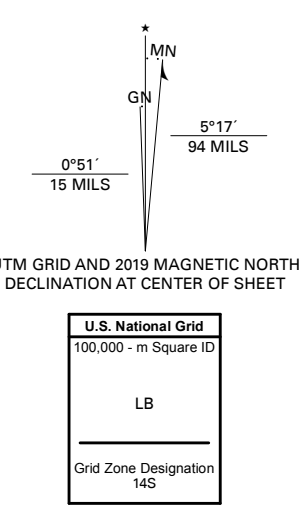 ★
MN
GN
5°17´
94 MILS
0°51´
15 MILS
UTM GRID AND 2019 MAGNETIC NORTH
DECLINATION AT CENTER OF SHEET
U.S. National Grid
100,000 - m Square ID
LB
Grid Zone Designation
14S